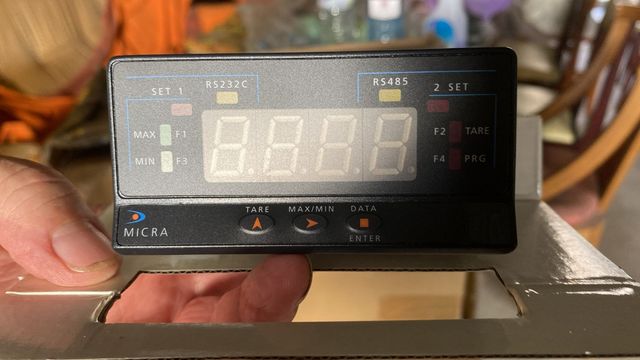 RS232C
RS485
SET 1
2 SET
MAX F1
F2 TARE
MIN F3
F4 PRG
TARE MAX/MIN DATA
MICRA
ENTER